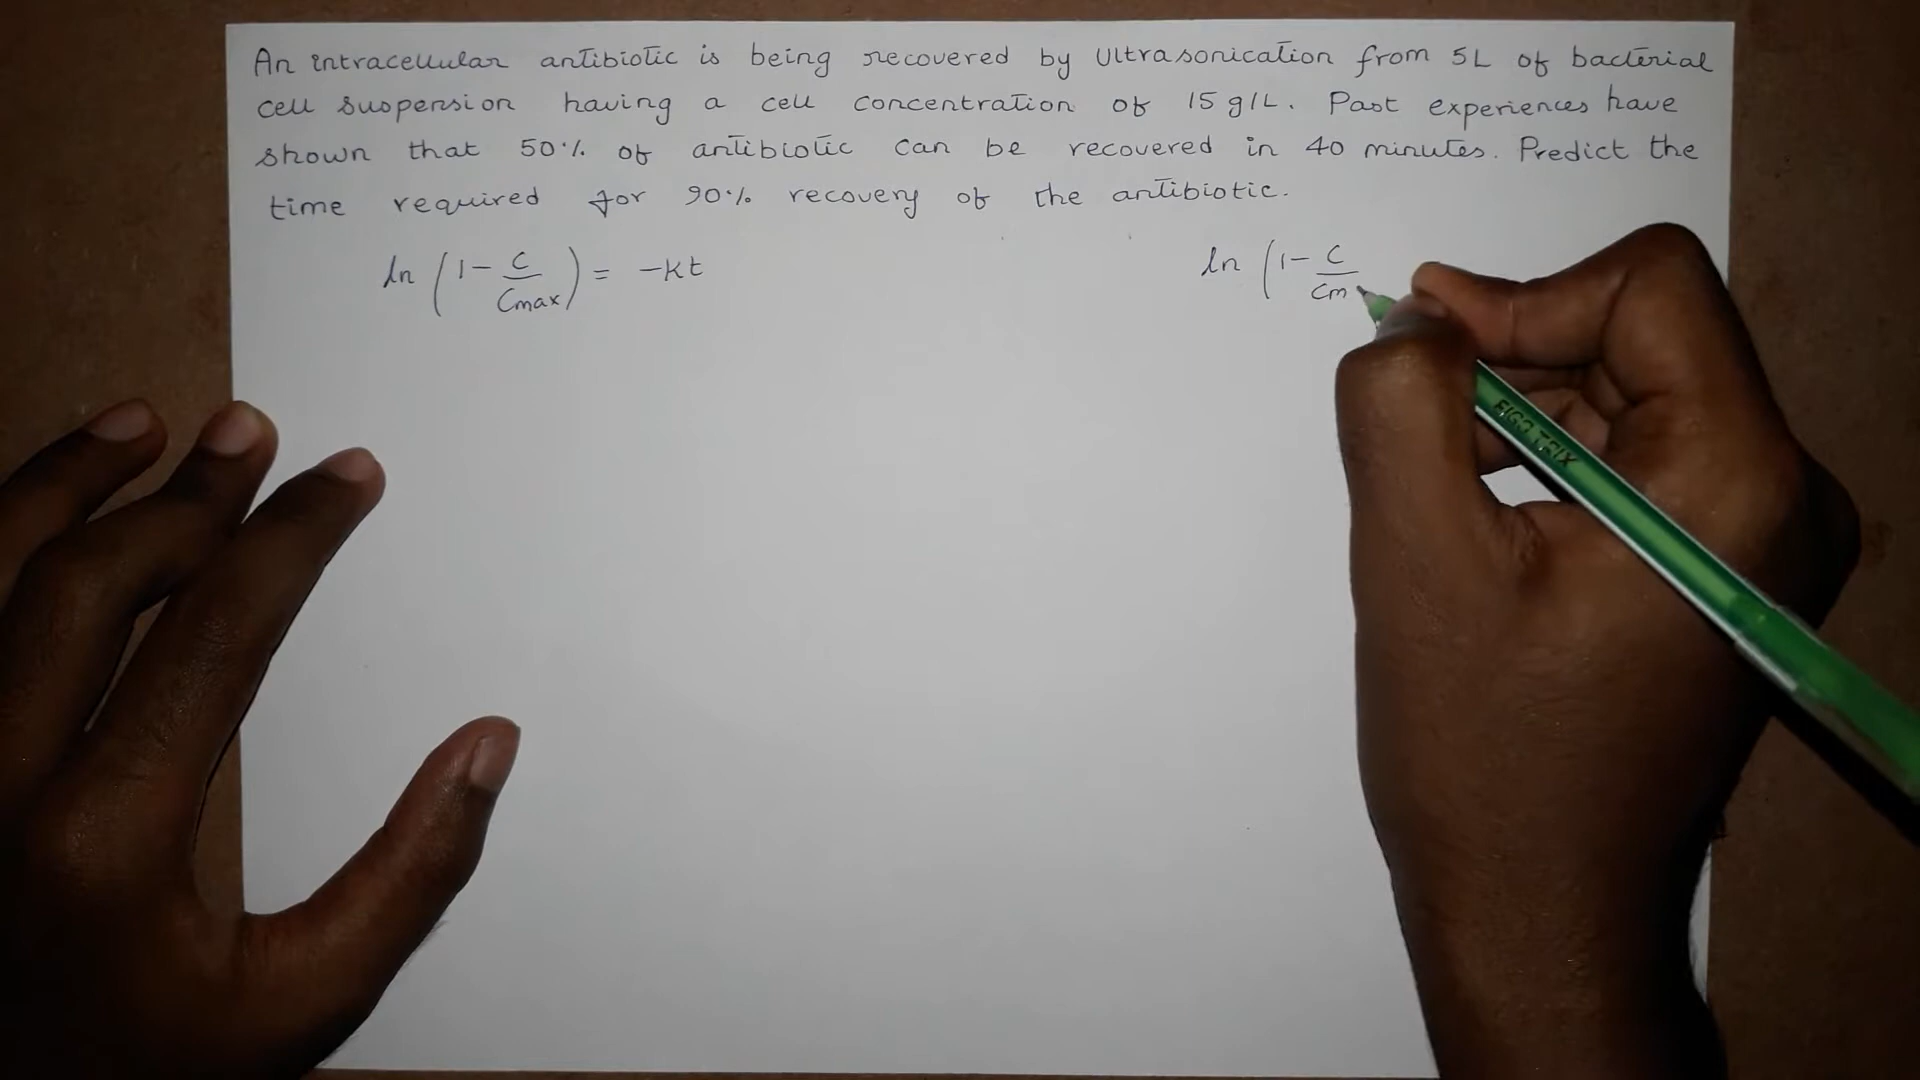 An intracellular antibiotic is being recovered by Ultrasonication from 5L of bacterial
cell suspension having a cell concentration of 15 g/L. Past experiences have
shown that 50% of antibiotic can be recovered in 40 minutes. Predict the
time required for 90% recovery of the antibiotic.
ln (1 - C/Cmax) = -Kt
ln (1 - C/Cm
FIGO TRIX